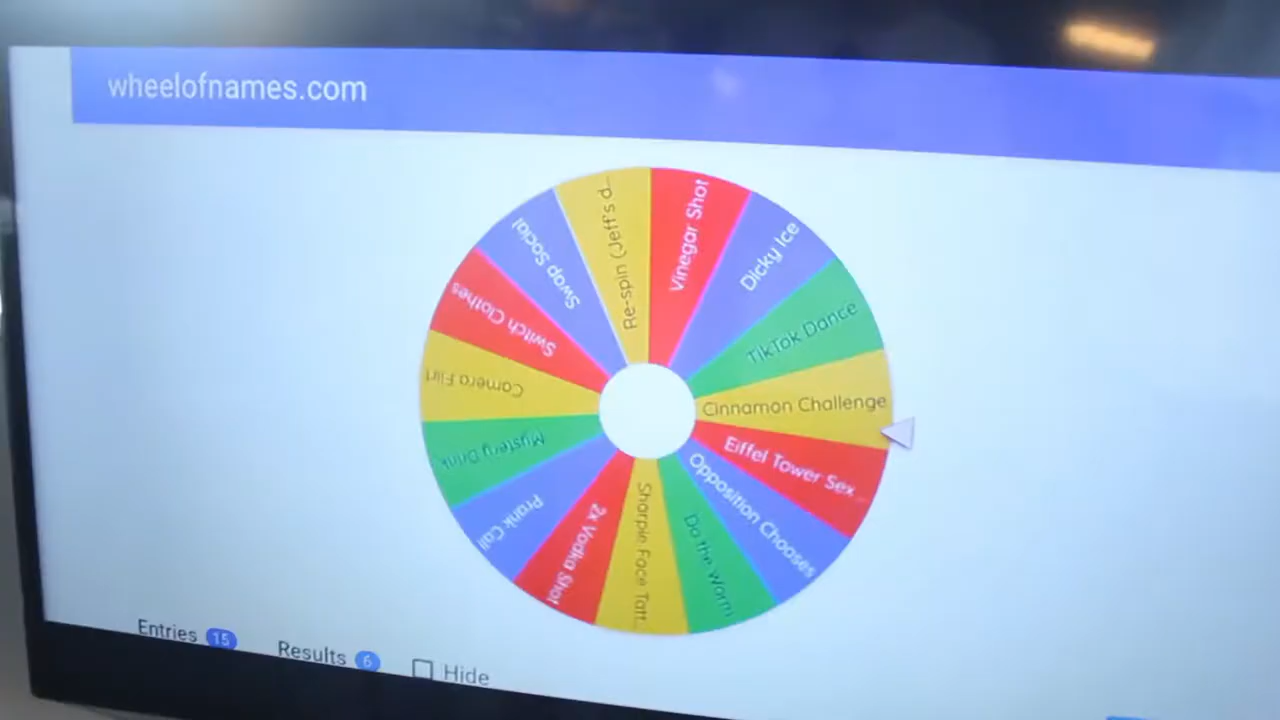 wheelofnames.com
Re-spin (Jeff's d...
Vinegar Shot
Dicky Ice
TikTok Dance
Cinnamon Challenge
Eiffel Tower Sex...
Opposition Chooses
Do the Worm
Sharpie Face Tatt...
2x Vodka Shot
Prank Call
Mystery Drink...
Camera Flirt
Switch Clothes
Swap Social
Entries 15
Results 6
Hide